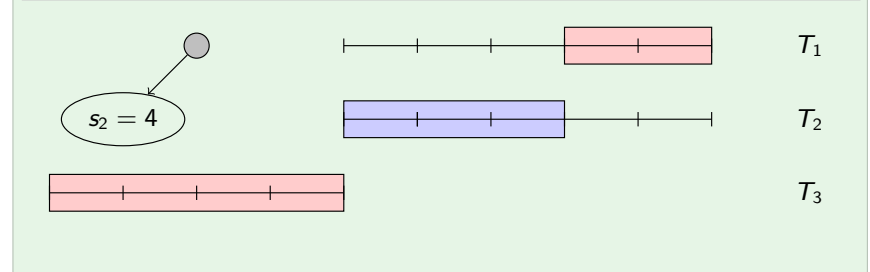 T₁
s₂ = 4
T₂
T₃